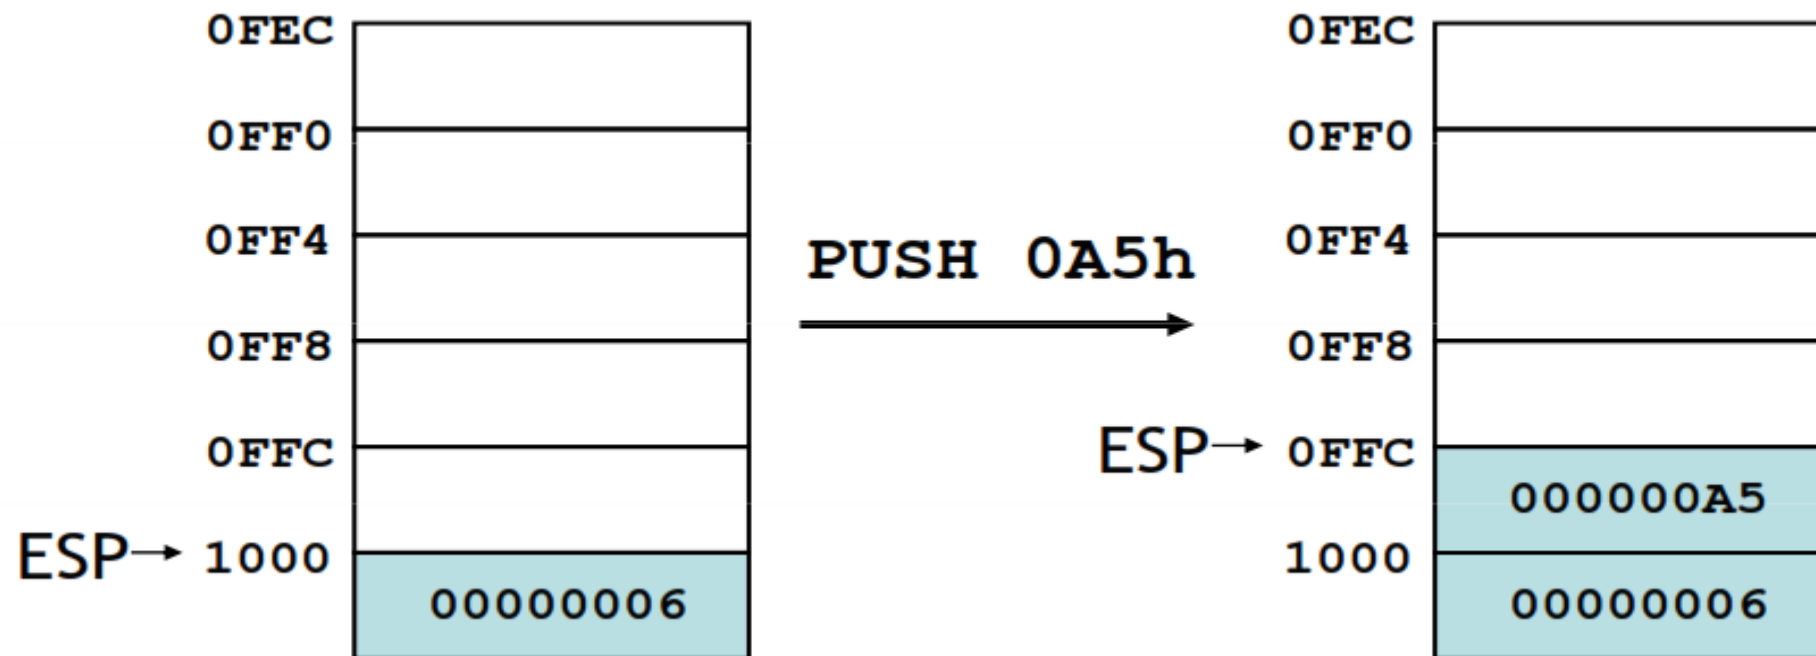 0FEC
0FF0
0FF4
0FF8
0FFC
ESP→ 1000
00000006
PUSH 0A5h
0FEC
0FF0
0FF4
0FF8
ESP→ 0FFC
000000A5
1000
00000006